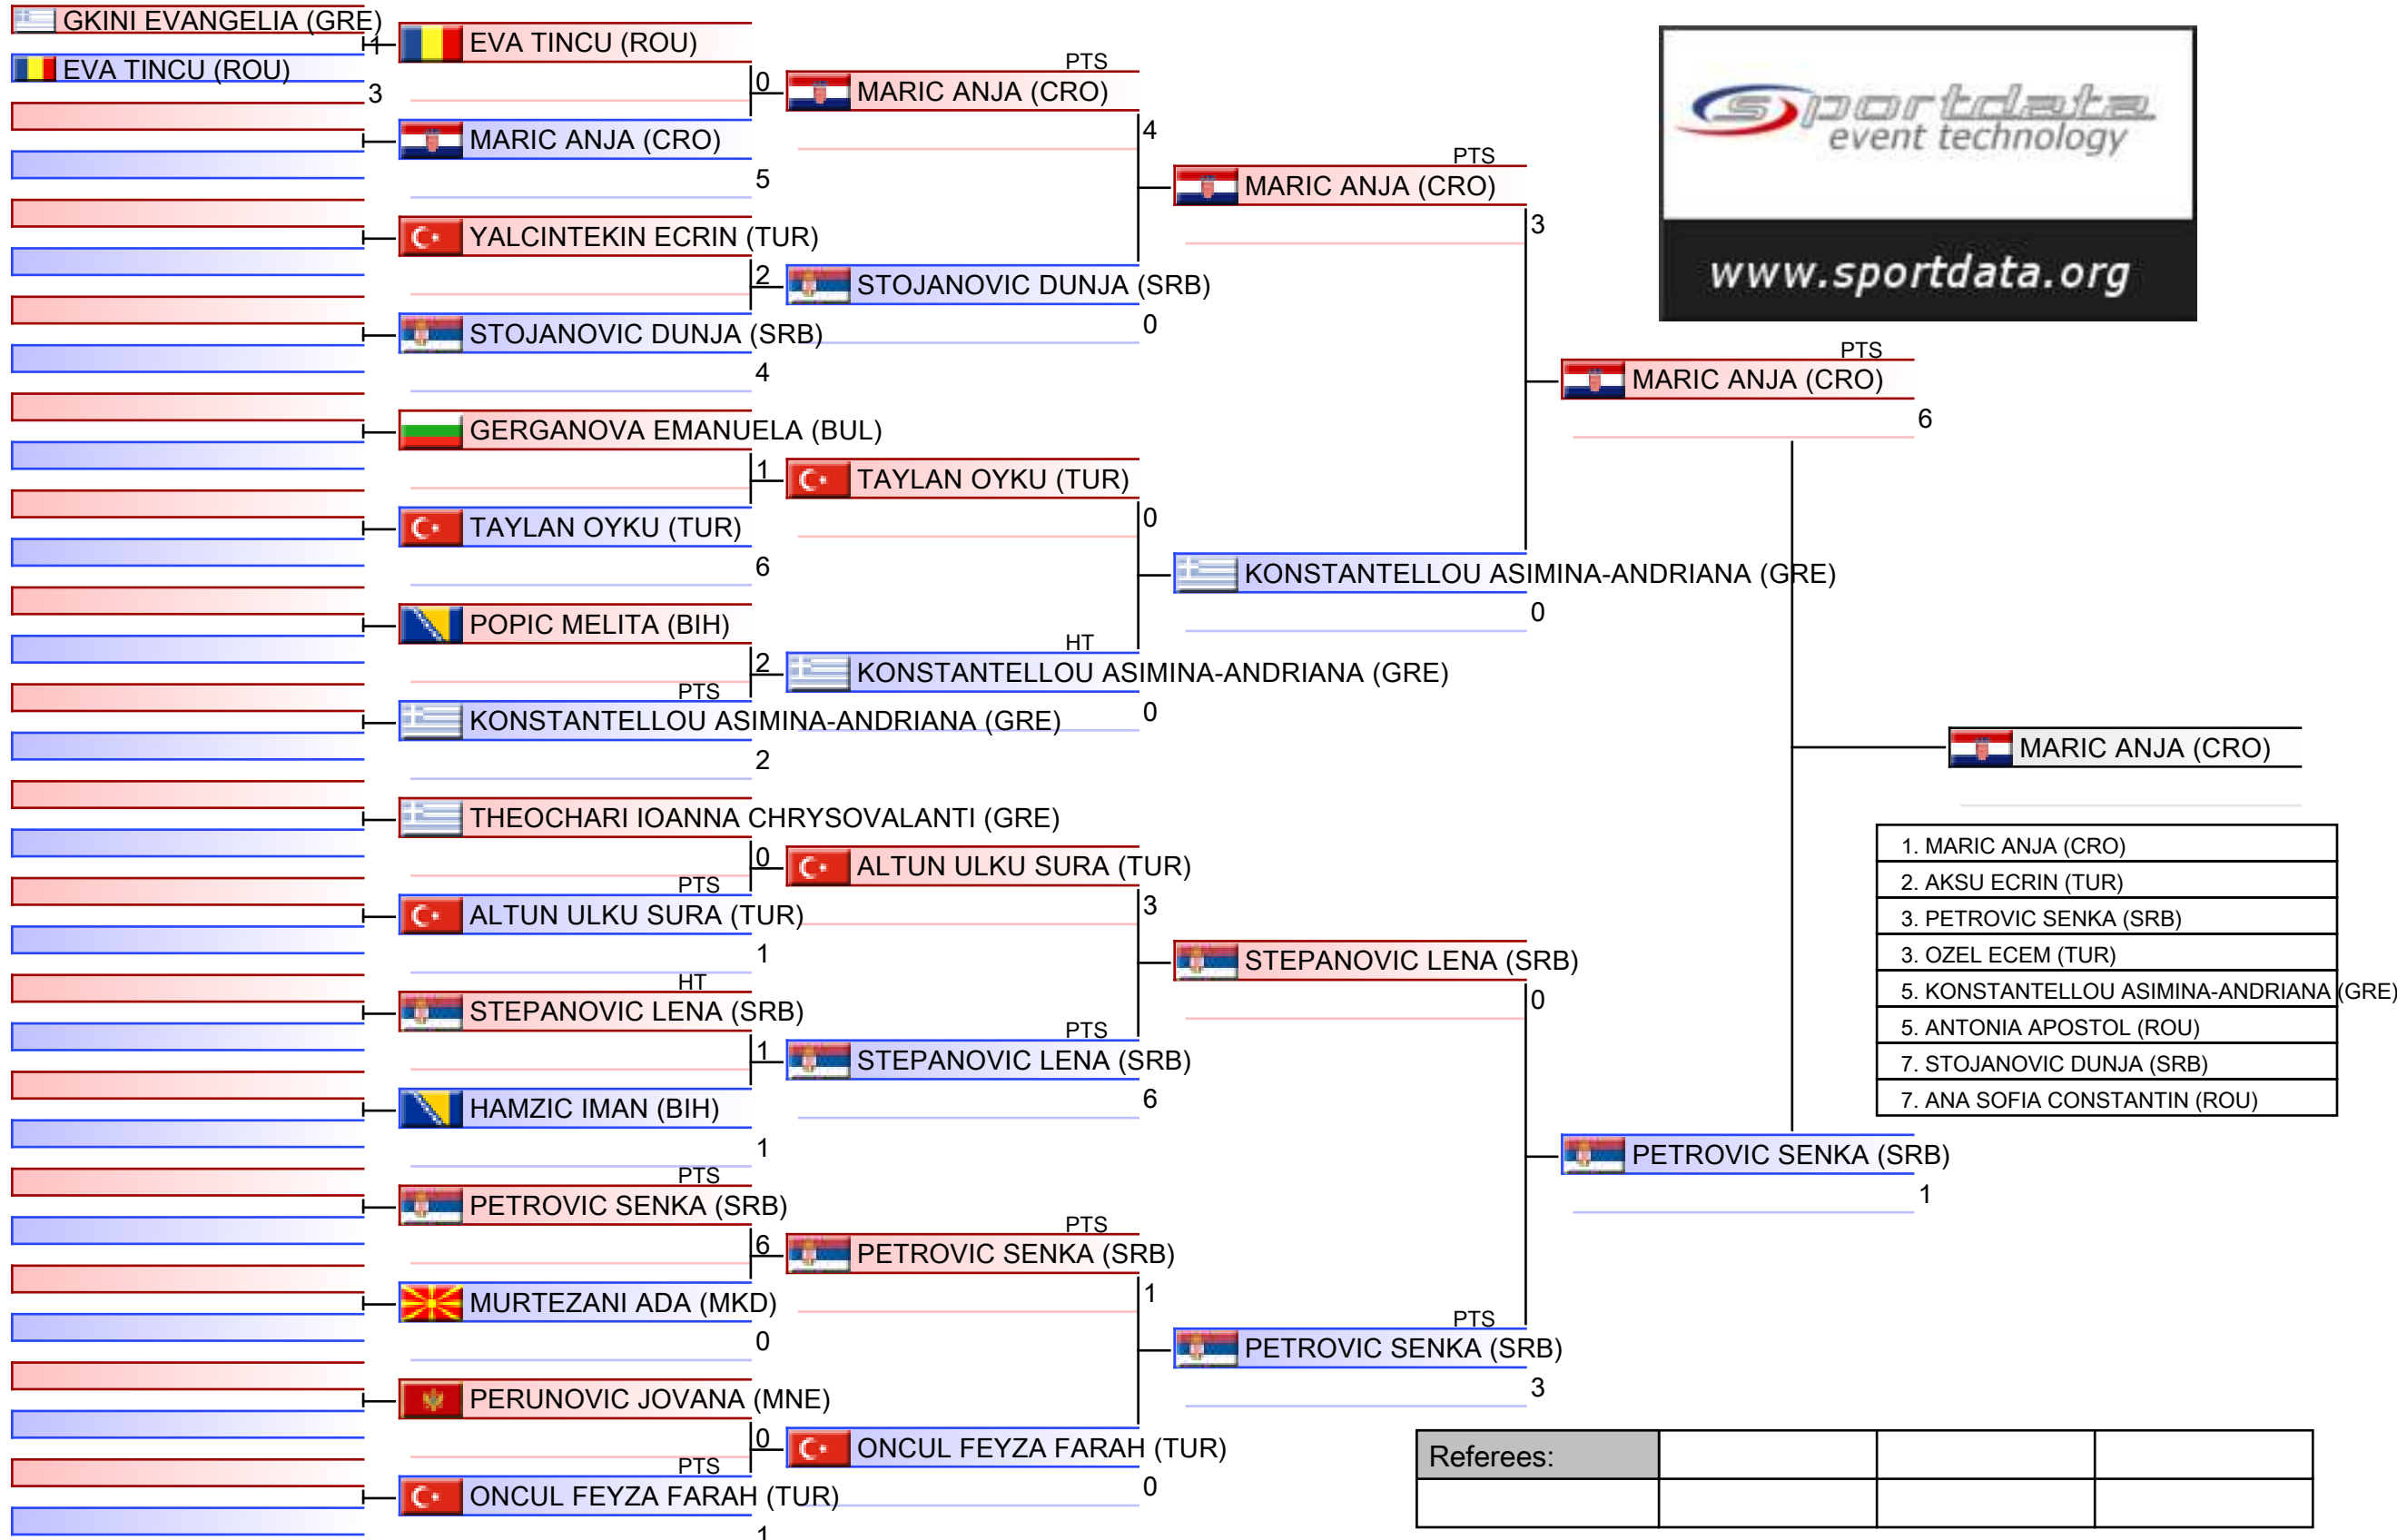 GKINI EVANGELIA (GRE)
1
EVA TINCU (ROU)
3
EVA TINCU (ROU)
0
MARIC ANJA (CRO)
5
YALCINTEKIN ECRIN (TUR)
2
STOJANOVIC DUNJA (SRB)
4
GERGANOVA EMANUELA (BUL)
1
TAYLAN OYKU (TUR)
6
POPIC MELITA (BIH)
2
PTS
KONSTANTELLOU ASIMINA-ANDRIANA (GRE)
2
THEOCHARI IOANNA CHRYSOVALANTI (GRE)
0
PTS
ALTUN ULKU SURA (TUR)
1
HT
STEPANOVIC LENA (SRB)
1
HAMZIC IMAN (BIH)
1
PTS
PETROVIC SENKA (SRB)
6
MURTEZANI ADA (MKD)
0
PERUNOVIC JOVANA (MNE)
0
PTS
ONCUL FEYZA FARAH (TUR)
1
PTS
MARIC ANJA (CRO)
4
STOJANOVIC DUNJA (SRB)
0
TAYLAN OYKU (TUR)
0
HT
KONSTANTELLOU ASIMINA-ANDRIANA (GRE)
0
ALTUN ULKU SURA (TUR)
3
PTS
STEPANOVIC LENA (SRB)
6
PTS
PETROVIC SENKA (SRB)
1
ONCUL FEYZA FARAH (TUR)
0
PTS
MARIC ANJA (CRO)
3
KONSTANTELLOU ASIMINA-ANDRIANA (GRE)
0
STEPANOVIC LENA (SRB)
0
PTS
PETROVIC SENKA (SRB)
3
PTS
MARIC ANJA (CRO)
6
PETROVIC SENKA (SRB)
1
MARIC ANJA (CRO)
sportdata
event technology
www.sportdata.org
1. MARIC ANJA (CRO)
2. AKSU ECRIN (TUR)
3. PETROVIC SENKA (SRB)
3. OZEL ECEM (TUR)
5. KONSTANTELLOU ASIMINA-ANDRIANA (GRE)
5. ANTONIA APOSTOL (ROU)
7. STOJANOVIC DUNJA (SRB)
7. ANA SOFIA CONSTANTIN (ROU)
Referees: